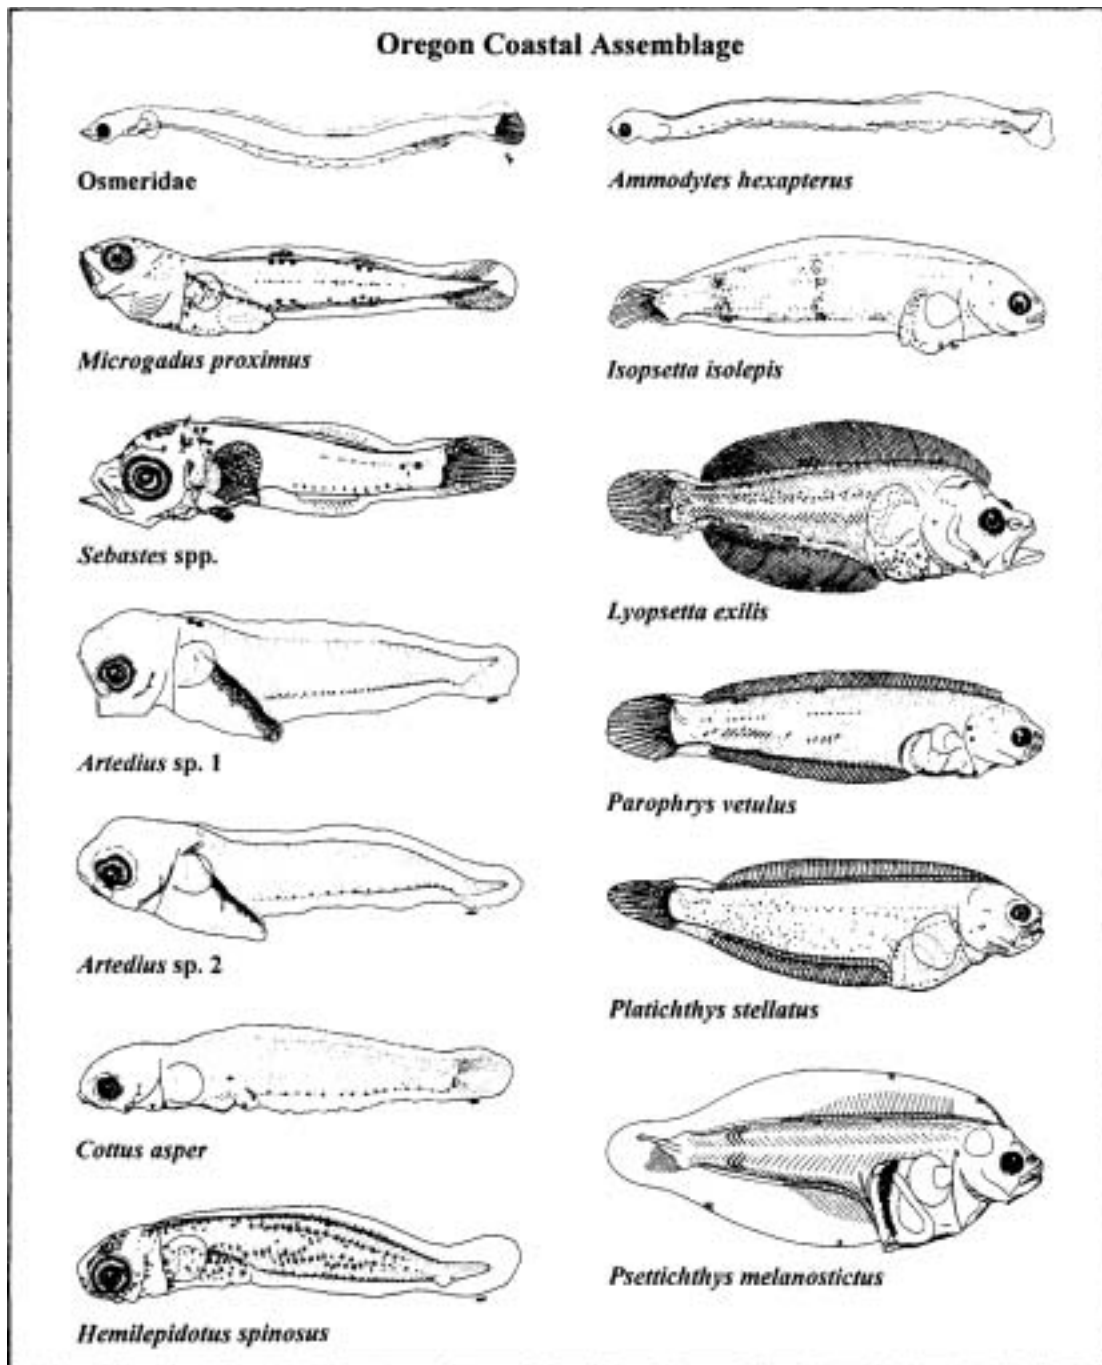 Oregon Coastal Assemblage
Osmeridae
Microgadus proximus
Sebastes spp.
Artedius sp. 1
Artedius sp. 2
Cottus asper
Hemilepidotus spinosus
Ammodytes hexapterus
Isopsetta isolepis
Lyopsetta exilis
Parophrys vetulus
Platichthys stellatus
Psettichthys melanostictus